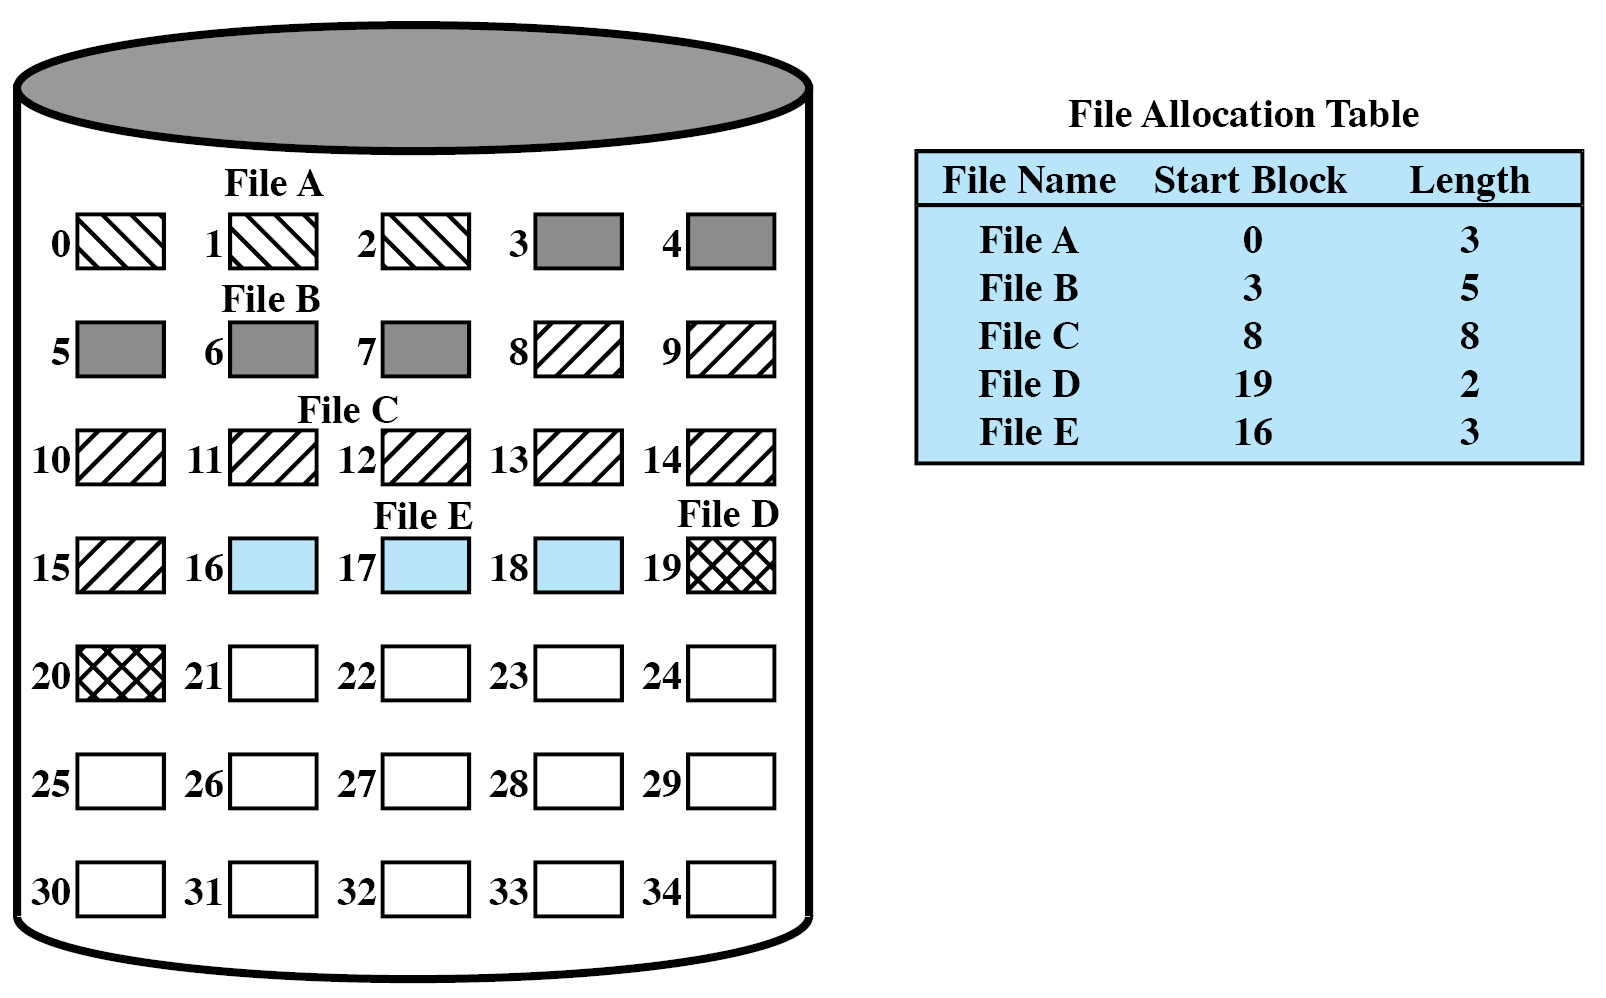 File A
0 1 2 3 4
File B
5 6 7 8 9
File C
10 11 12 13 14
File E File D
15 16 17 18 19
20 21 22 23 24
25 26 27 28 29
30 31 32 33 34
File Allocation Table
File Name Start Block Length
File A 0 3
File B 3 5
File C 8 8
File D 19 2
File E 16 3